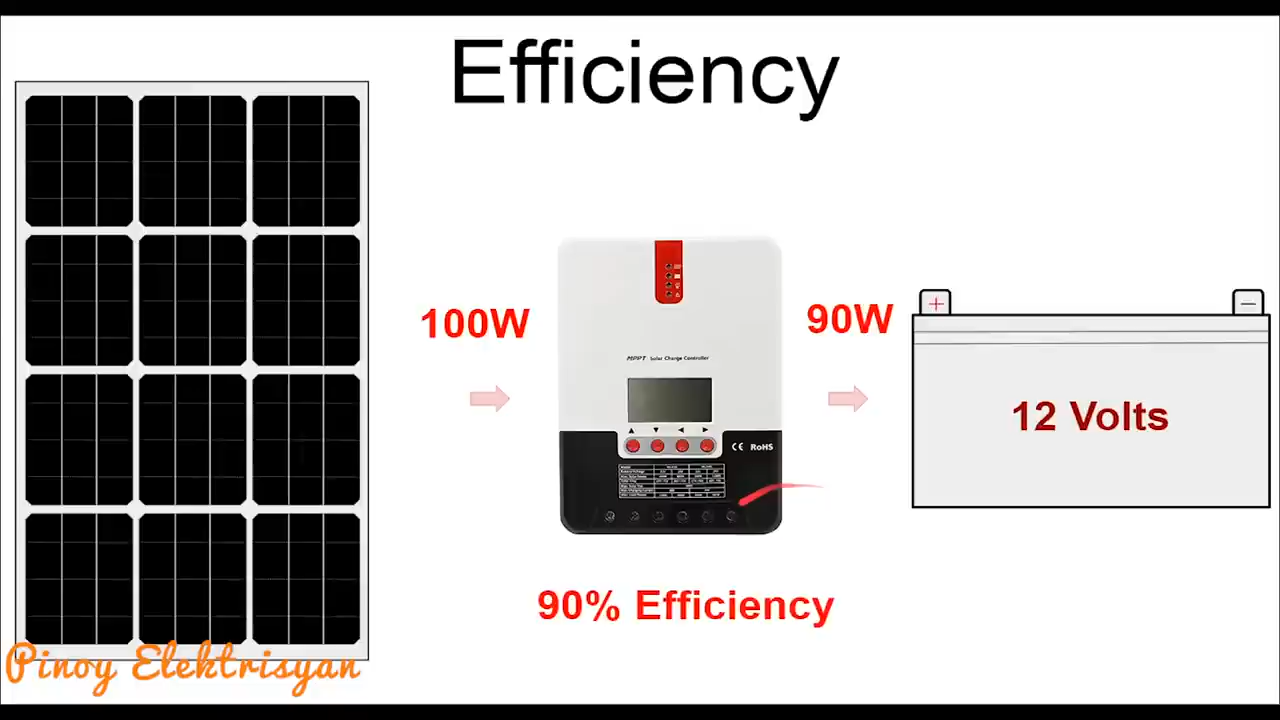 Efficiency
100W
90W
MPPT Solar Charge Controller
CE RoHS
+
−
12 Volts
90% Efficiency
Pinoy Elektrisyan